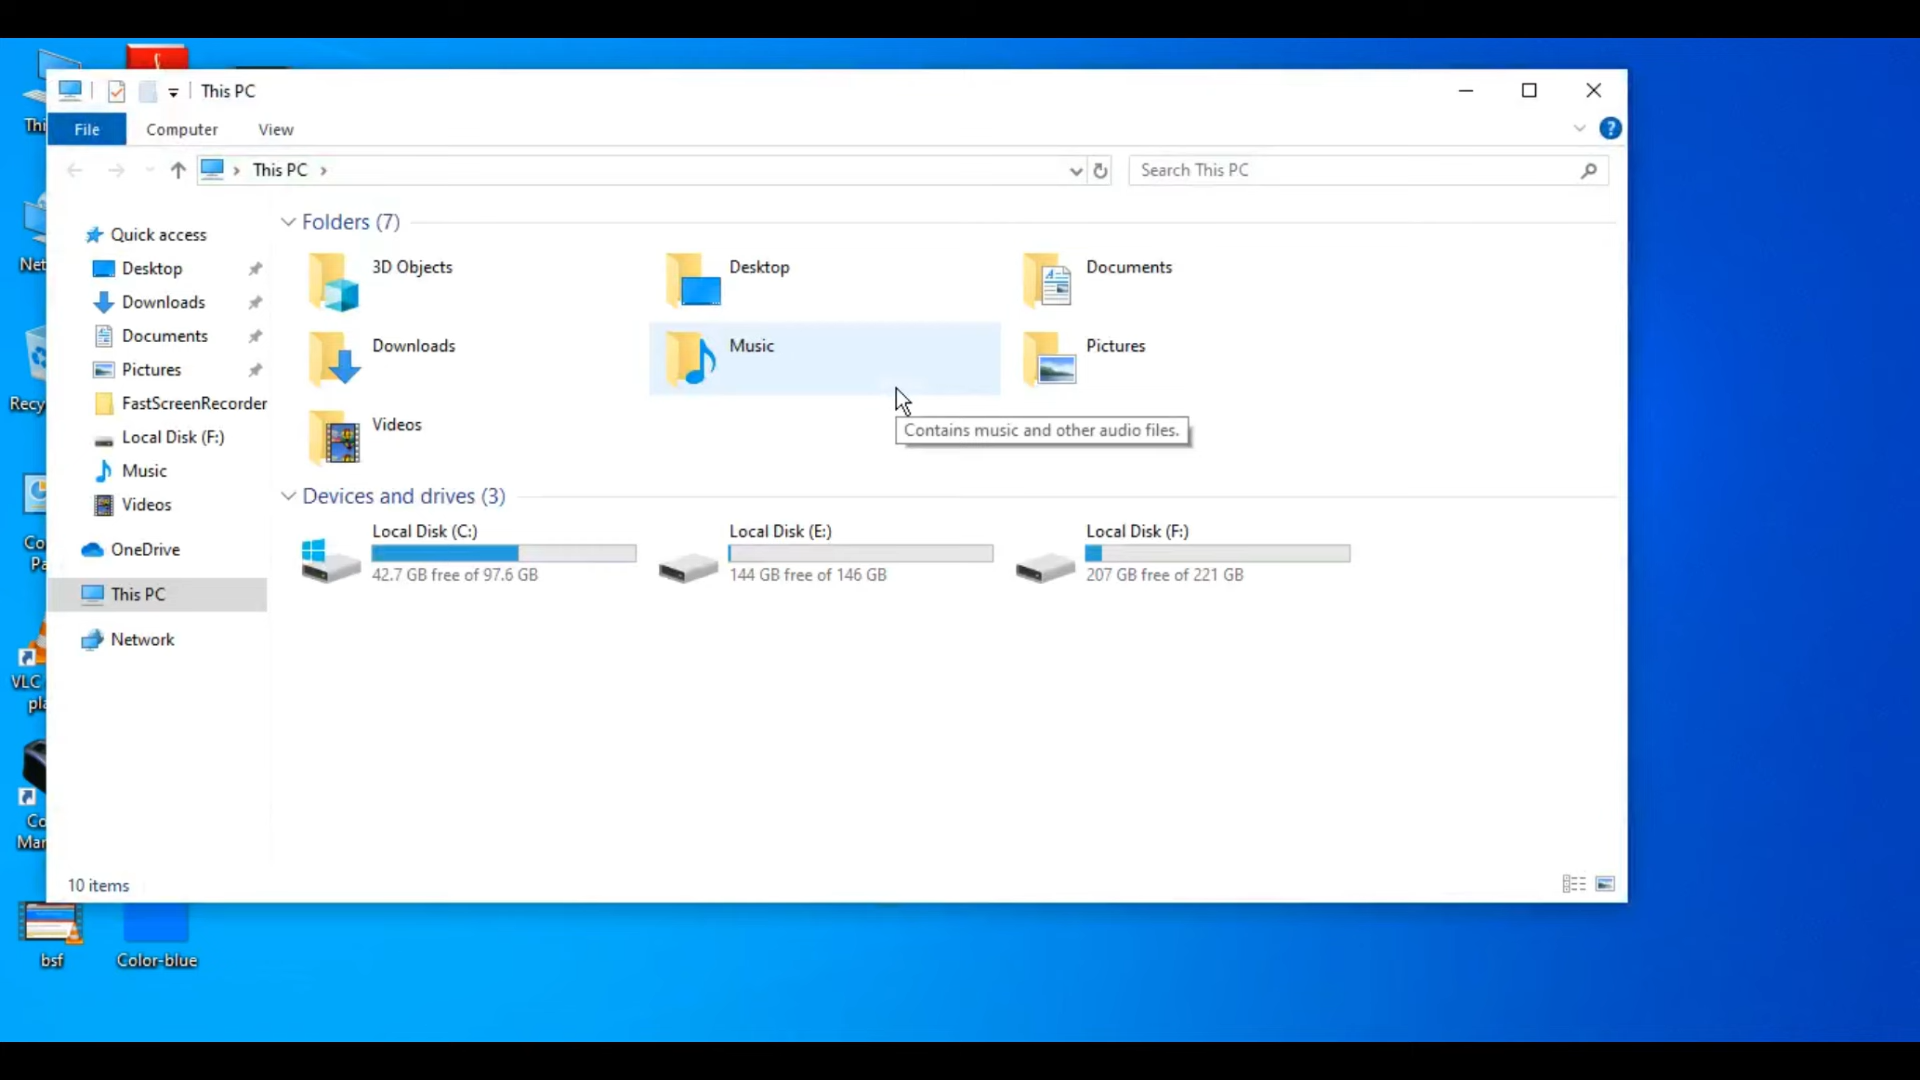 This PC
File Computer View
This PC
Search This PC
Quick access
Desktop
Downloads
Documents
Pictures
FastScreenRecorder
Local Disk (F:)
Music
Videos
OneDrive
This PC
Network
Folders (7)
3D Objects
Desktop
Documents
Downloads
Music
Pictures
Videos
Contains music and other audio files.
Devices and drives (3)
Local Disk (C:)
42.7 GB free of 97.6 GB
Local Disk (E:)
144 GB free of 146 GB
Local Disk (F:)
207 GB free of 221 GB
10 items
VLC
bsf
Color-blue